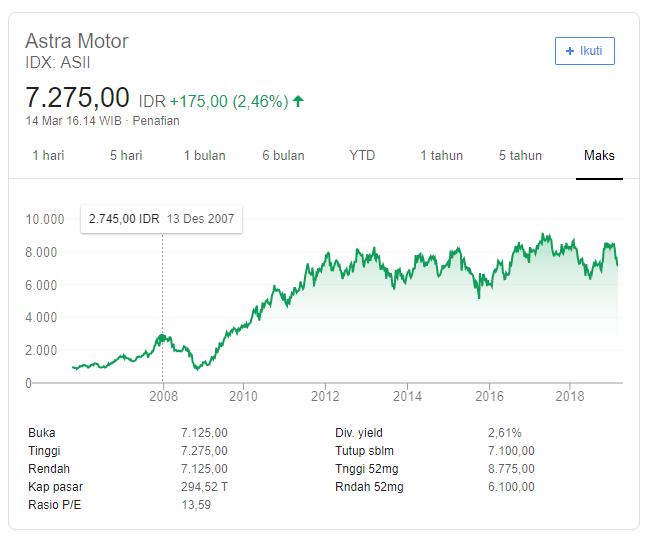 Astra Motor
IDX: ASII
+ Ikuti
7.275,00 IDR +175,00 (2,46%)
14 Mar 16.14 WIB · Penafian
1 hari 5 hari 1 bulan 6 bulan YTD 1 tahun 5 tahun Maks
2.745,00 IDR 13 Des 2007
10.000
8.000
6.000
4.000
2.000
0
2008 2010 2012 2014 2016 2018
Buka 7.125,00 Div. yield 2,61%
Tinggi 7.275,00 Tutup sblm 7.100,00
Rendah 7.125,00 Tnggi 52mg 8.775,00
Kap pasar 294,52 T Rndah 52mg 6.100,00
Rasio P/E 13,59